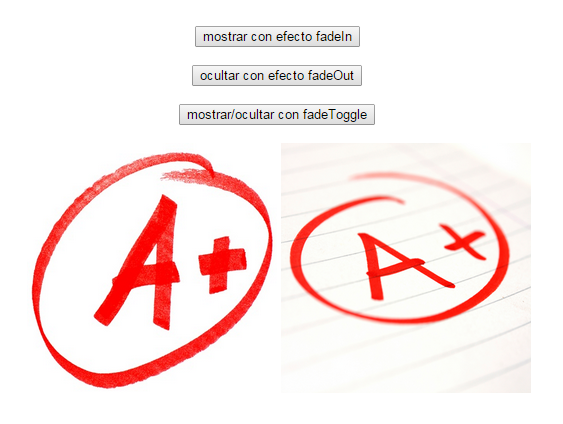 mostrar con efecto fadeIn
ocultar con efecto fadeOut
mostrar/ocultar con fadeToggle
A+ A+